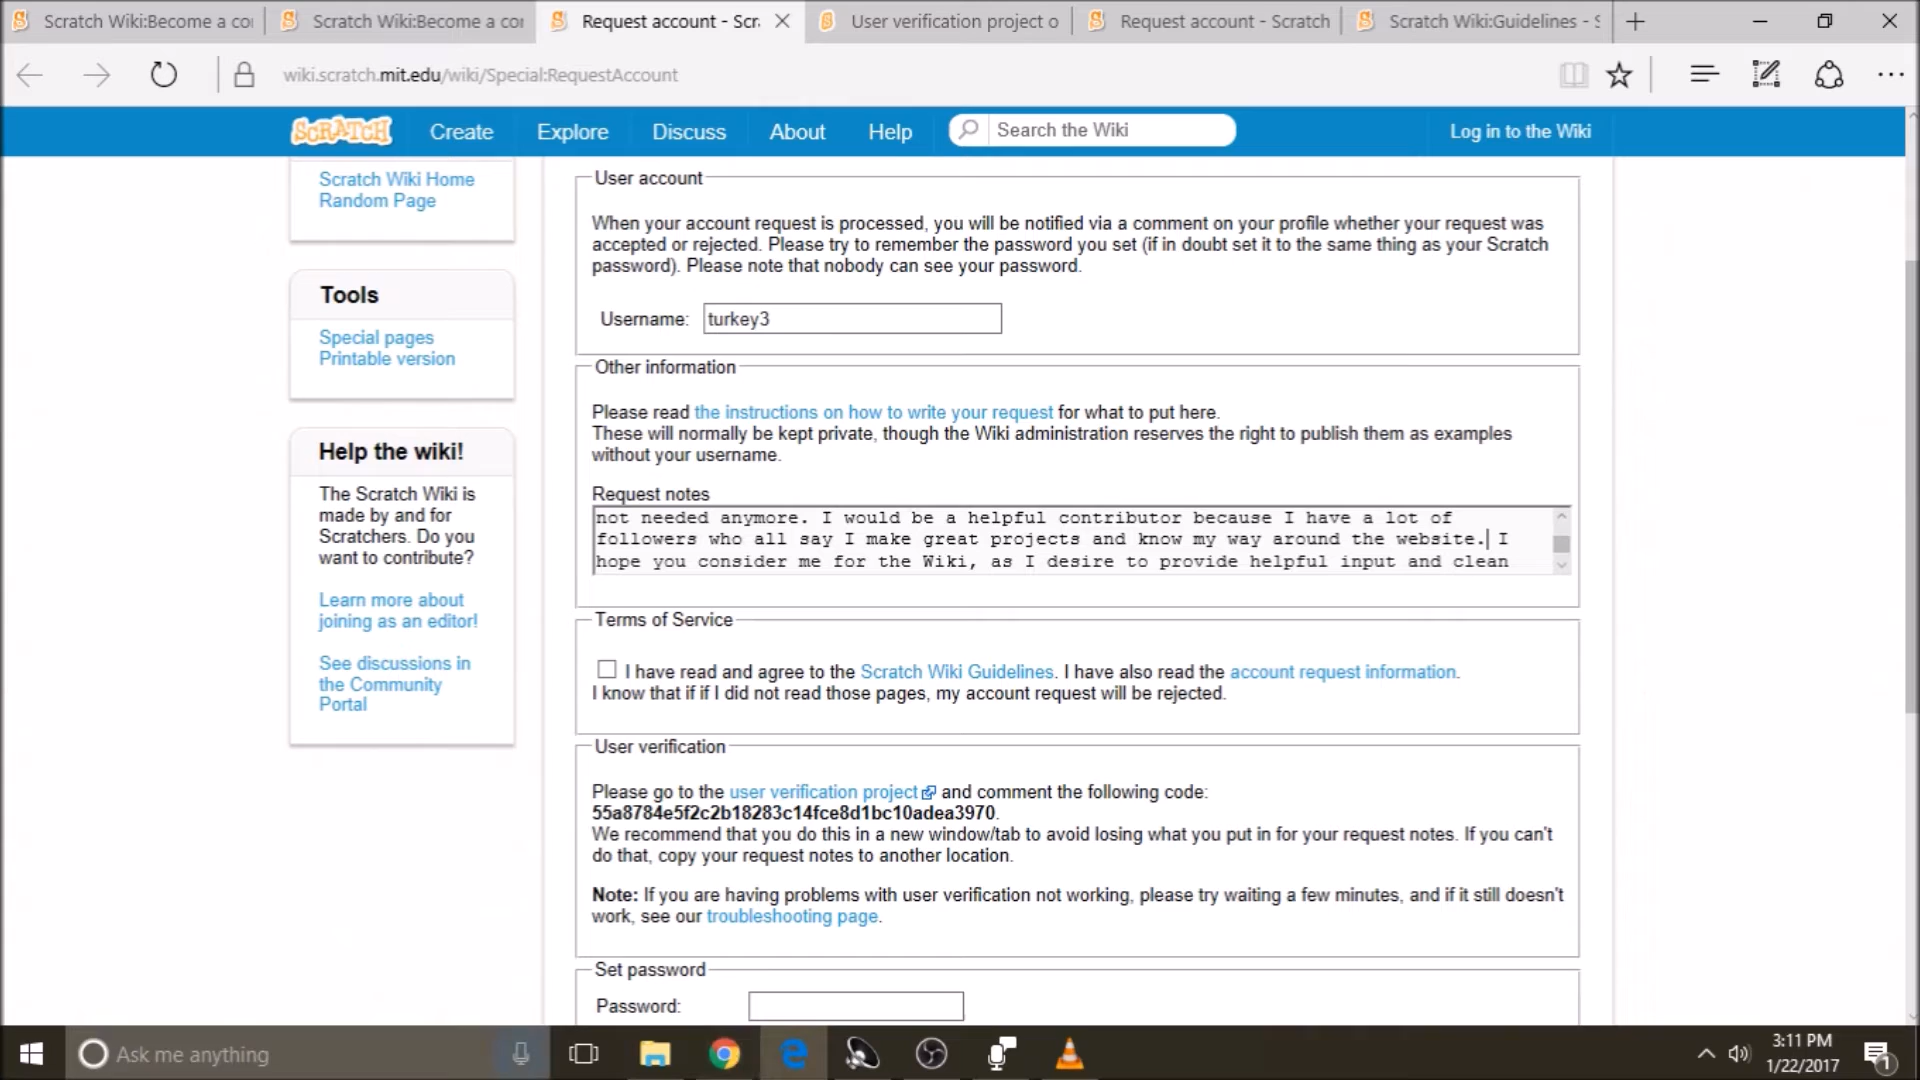 Scratch Wiki:Become a co
Scratch Wiki:Become a co
Request account - Scr
User verification project o
Request account - Scratch
Scratch Wiki:Guidelines - S
wiki.scratch.mit.edu/wiki/Special:RequestAccount
SCRATCH
Create
Explore
Discuss
About
Help
Search the Wiki
Log in to the Wiki
Scratch Wiki Home
Random Page
Tools
Special pages
Printable version
Help the wiki!
The Scratch Wiki is
made by and for
Scratchers. Do you
want to contribute?
Learn more about
joining as an editor!
See discussions in
the Community
Portal
User account
When your account request is processed, you will be notified via a comment on your profile whether your request was
accepted or rejected. Please try to remember the password you set (if in doubt set it to the same thing as your Scratch
password). Please note that nobody can see your password.
Username: turkey3
Other information
Please read the instructions on how to write your request for what to put here.
These will normally be kept private, though the Wiki administration reserves the right to publish them as examples
without your username.
Request notes
not needed anymore. I would be a helpful contributor because I have a lot of
followers who all say I make great projects and know my way around the website. I
hope you consider me for the Wiki, as I desire to provide helpful input and clean
Terms of Service
I have read and agree to the Scratch Wiki Guidelines. I have also read the account request information.
I know that if if I did not read those pages, my account request will be rejected.
User verification
Please go to the user verification project and comment the following code:
55a8784e5f2c2b18283c14fce8d1bc10adea3970.
We recommend that you do this in a new window/tab to avoid losing what you put in for your request notes. If you can't
do that, copy your request notes to another location.
Note: If you are having problems with user verification not working, please try waiting a few minutes, and if it still doesn't
work, see our troubleshooting page.
Set password
Password:
Ask me anything
3:11 PM
1/22/2017
1